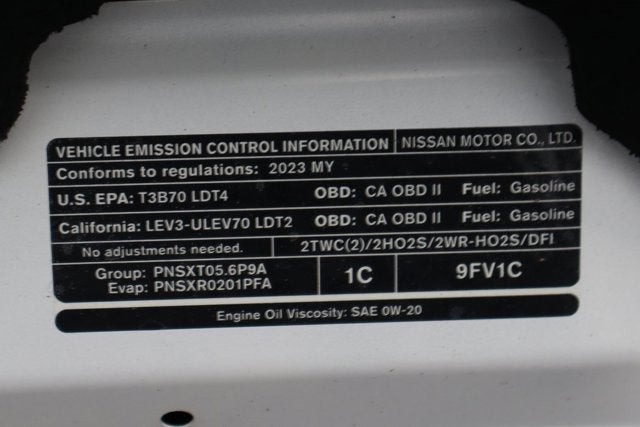 VEHICLE EMISSION CONTROL INFORMATION NISSAN MOTOR CO., LTD.
Conforms to regulations: 2023 MY
U.S. EPA: T3B70 LDT4 OBD: CA OBD II Fuel: Gasoline
California: LEV3-ULEV70 LDT2 OBD: CA OBD II Fuel: Gasoline
No adjustments needed. 2TWC(2)/2HO2S/2WR-HO2S/DFI
Group: PNSXT05.6P9A 1C 9FV1C
Evap: PNSXR0201PFA
Engine Oil Viscosity: SAE 0W-20